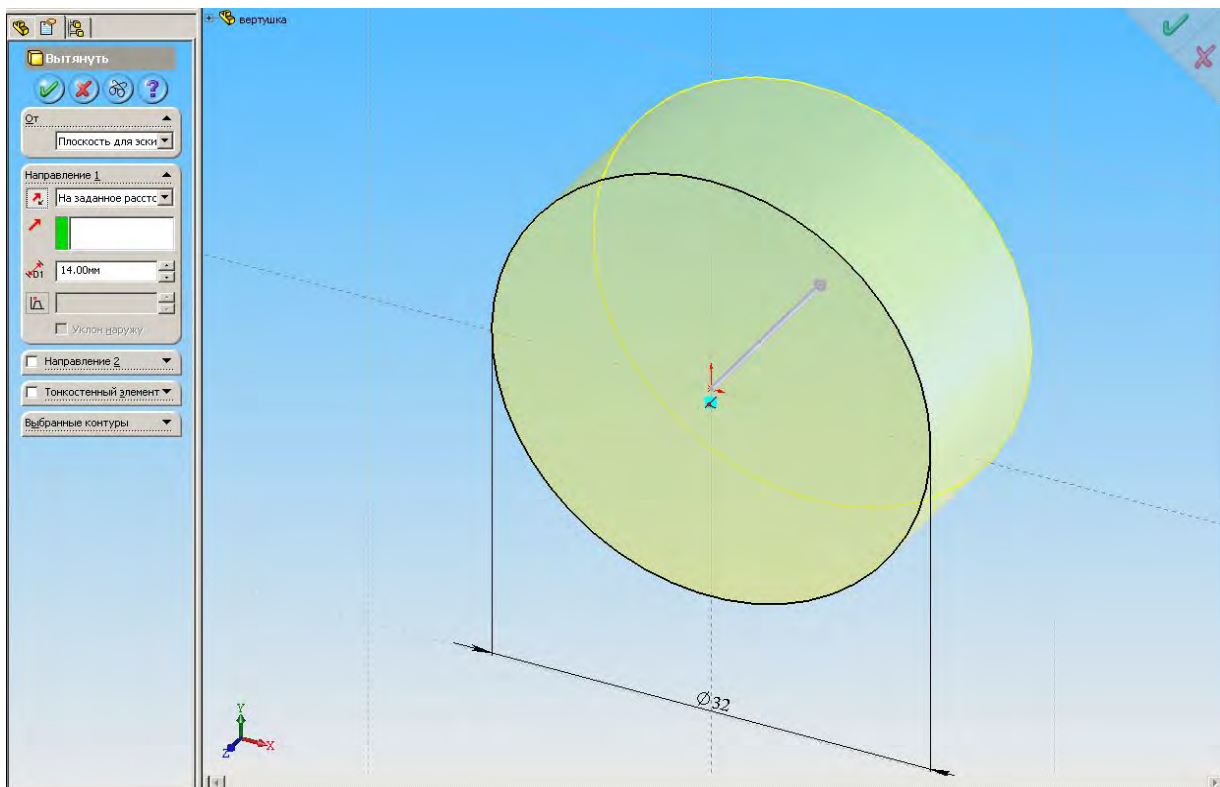 вертушка
Вытянуть
?
От
Плоскость для эски
Направление 1
На заданное расстс
D1
14.00мм
Уклон наружу
Направление 2
Тонкостенный элемент
Выбранные контуры
Ø32
Y
X
Z